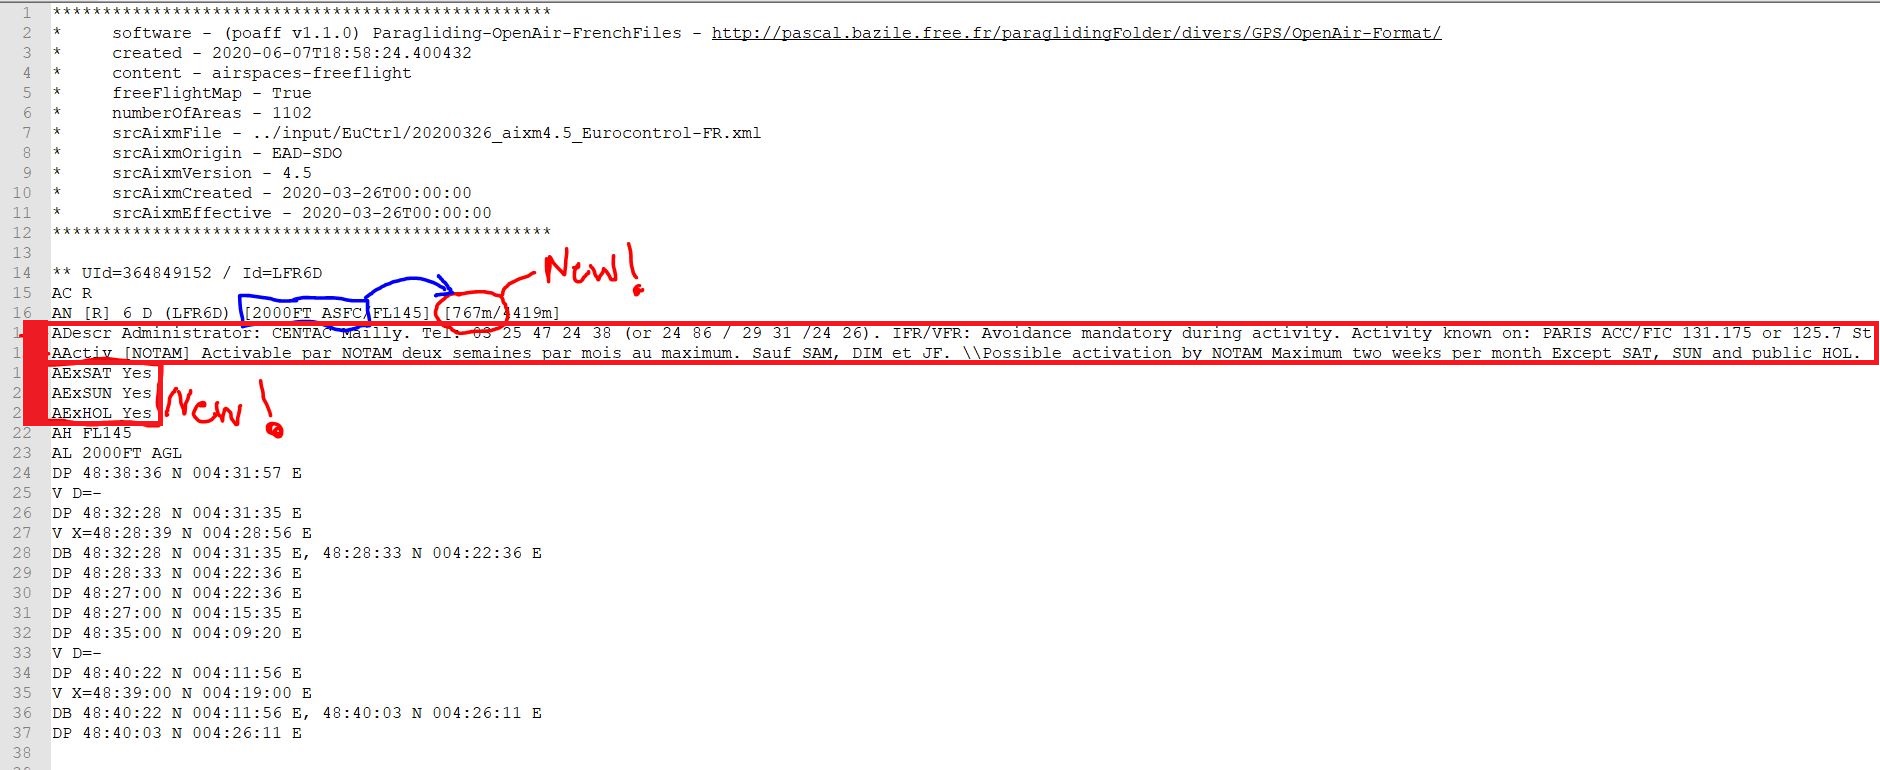 1 **************************************************
2 *     software - (poaff v1.1.0) Paragliding-OpenAir-FrenchFiles - http://pascal.bazile.free.fr/paraglidingFolder/divers/GPS/OpenAir-Format/
3 *     created - 2020-06-07T18:58:24.400432
4 *     content - airspaces-freeflight
5 *     freeFlightMap - True
6 *     numberOfAreas - 1102
7 *     srcAixmFile - ../input/EuCtrl/20200326_aixm4.5_Eurocontrol-FR.xml
8 *     srcAixmOrigin - EAD-SDO
9 *     srcAixmVersion - 4.5
10 *     srcAixmCreated - 2020-03-26T00:00:00
11 *     srcAixmEffective - 2020-03-26T00:00:00
12 **************************************************
13
New!
14 ** UId=364849152 / Id=LFR6D
15 AC R
16 AN [R] 6 D (LFR6D) [2000FT ASFC/FL145] [767m/4419m]
ADescr Administrator: CENTAC Mailly. Tel: 03 25 47 24 38 (or 24 86 / 29 31 /24 26). IFR/VFR: Avoidance mandatory during activity. Activity known on: PARIS ACC/FIC 131.175 or 125.7 St
AActiv [NOTAM] Activable par NOTAM deux semaines par mois au maximum. Sauf SAM, DIM et JF. \\Possible activation by NOTAM Maximum two weeks per month Except SAT, SUN and public HOL.
AExSAT Yes
AExSUN Yes
AExHOL Yes
New!
22 AH FL145
23 AL 2000FT AGL
24 DP 48:38:36 N 004:31:57 E
25 V D=-
26 DP 48:32:28 N 004:31:35 E
27 V X=48:28:39 N 004:28:56 E
28 DB 48:32:28 N 004:31:35 E, 48:28:33 N 004:22:36 E
29 DP 48:28:33 N 004:22:36 E
30 DP 48:27:00 N 004:22:36 E
31 DP 48:27:00 N 004:15:35 E
32 DP 48:35:00 N 004:09:20 E
33 V D=-
34 DP 48:40:22 N 004:11:56 E
35 V X=48:39:00 N 004:19:00 E
36 DB 48:40:22 N 004:11:56 E, 48:40:03 N 004:26:11 E
37 DP 48:40:03 N 004:26:11 E
38